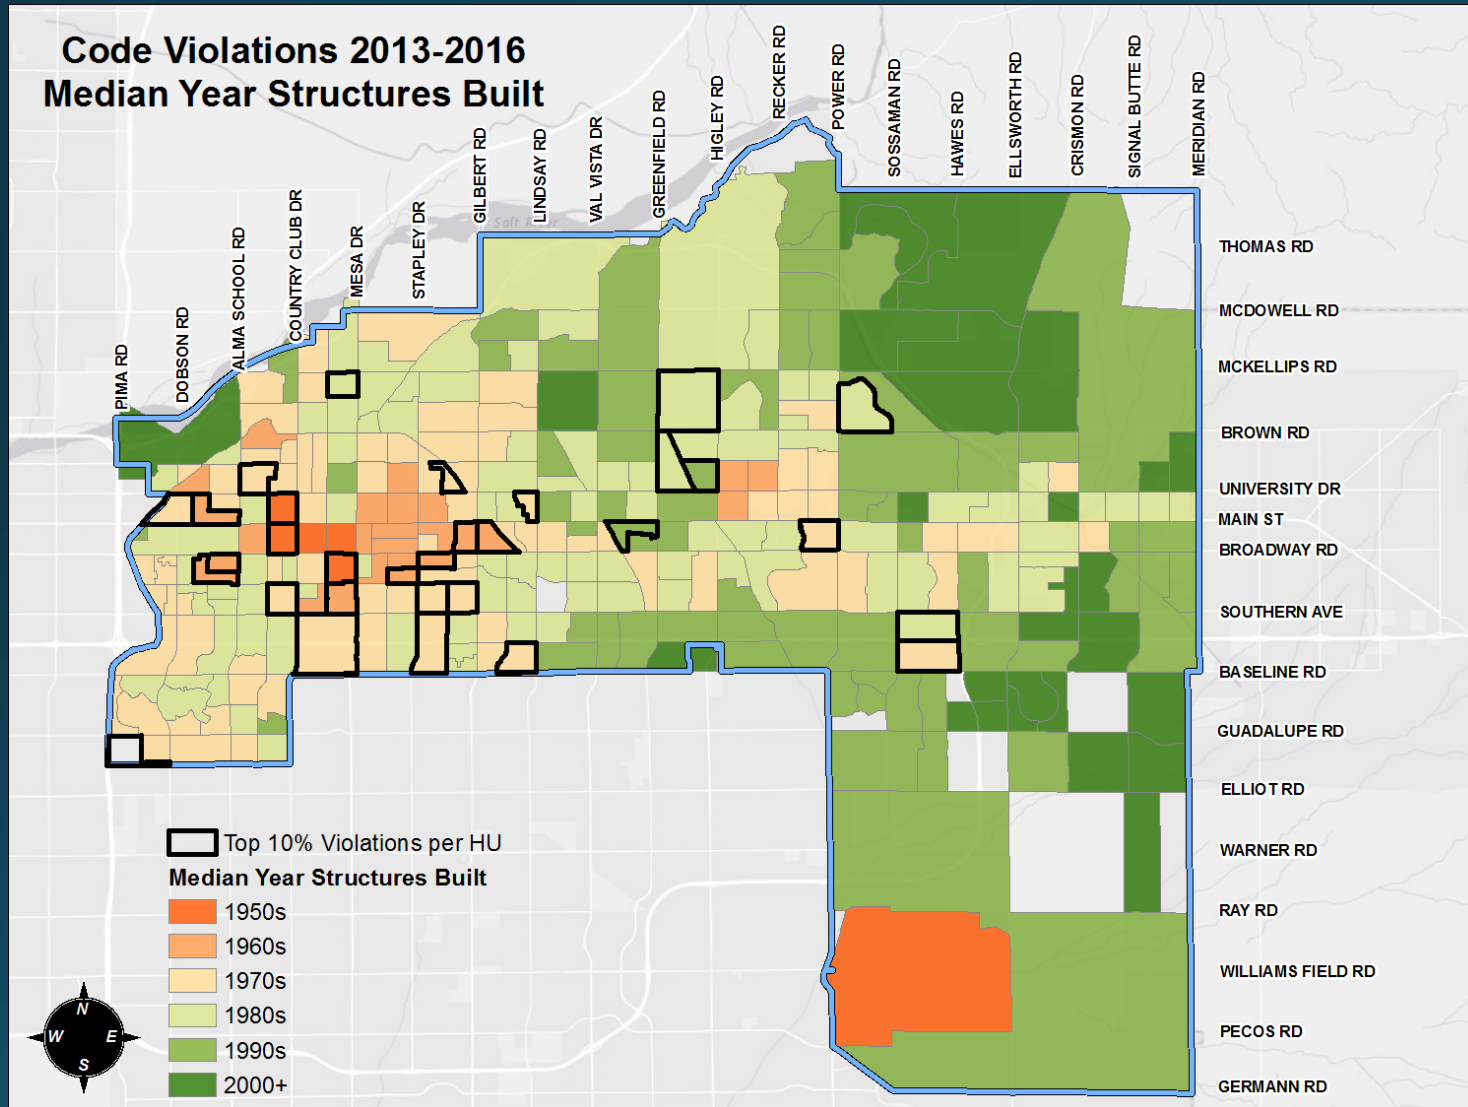 Code Violations 2013-2016
Median Year Structures Built
PIMA RD
DOBSON RD
ALMA SCHOOL RD
COUNTRY CLUB DR
MESA DR
STAPLEY DR
GILBERT RD
LINDSAY RD
VAL VISTA DR
GREENFIELD RD
HIGLEY RD
RECKER RD
POWER RD
SOSSAMAN RD
HAWES RD
ELLSWORTH RD
CRISMON RD
SIGNAL BUTTE RD
MERIDIAN RD
Salt River
THOMAS RD
MCDOWELL RD
MCKELLIPS RD
BROWN RD
UNIVERSITY DR
MAIN ST
BROADWAY RD
SOUTHERN AVE
BASELINE RD
GUADALUPE RD
ELLIOT RD
WARNER RD
RAY RD
WILLIAMS FIELD RD
PECOS RD
GERMANN RD
Top 10% Violations per HU
Median Year Structures Built
1950s
1960s
1970s
1980s
1990s
2000+
N
W E
S